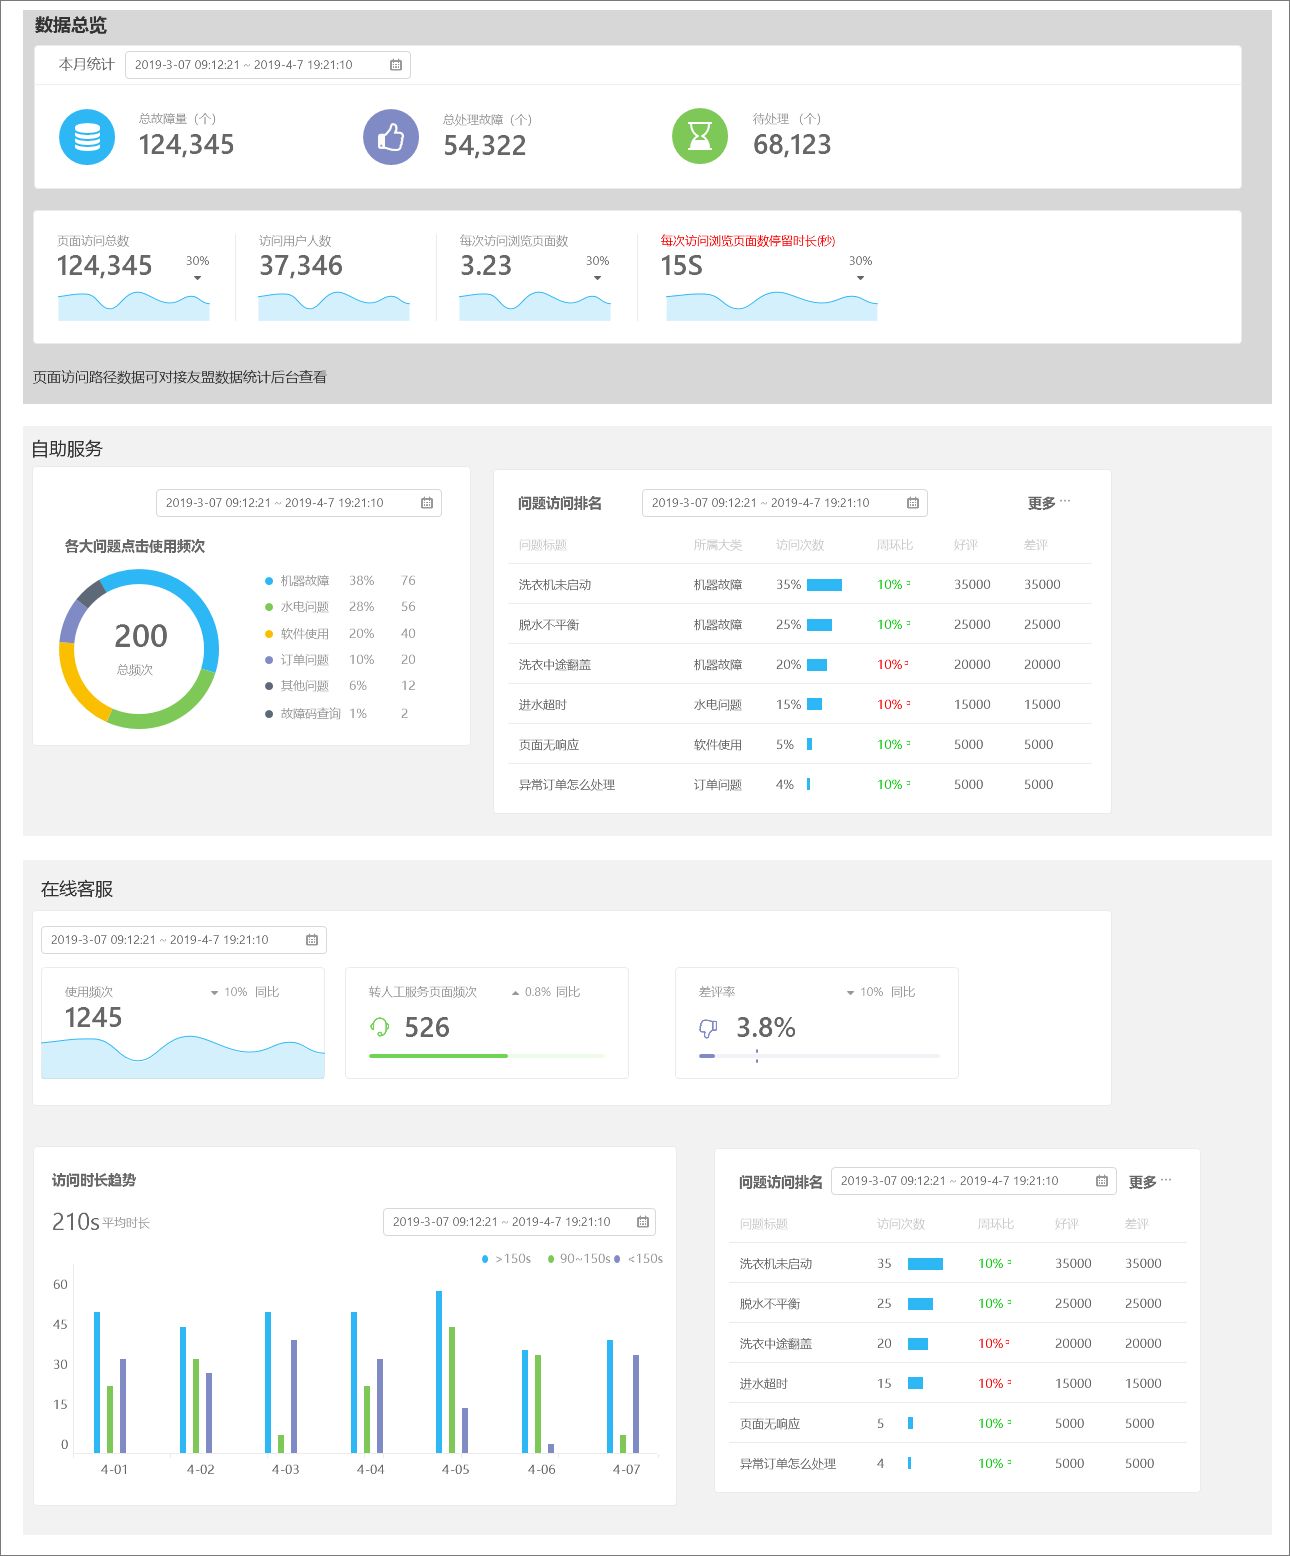 数据总览
本月统计 2019-3-07 09:12:21 ~ 2019-4-7 19:21:10
总故障量（个） 总处理故障（个） 待处理 （个）
124,345 54,322 68,123
页面访问总数 访问用户人数 每次访问浏览页面数 每次访问浏览页面数停留时长(秒)
124,345 30% 37,346 3.23 30% 15S 30%
页面访问路径数据可对接友盟数据统计后台查看
自助服务
2019-3-07 09:12:21 ~ 2019-4-7 19:21:10
各大问题点击使用频次
200
总频次
机器故障 38% 76
水电问题 28% 56
软件使用 20% 40
订单问题 10% 20
其他问题 6% 12
故障码查询 1% 2
问题访问排名 2019-3-07 09:12:21 ~ 2019-4-7 19:21:10 更多 ···
问题标题 所属大类 访问次数 周环比 好评 差评
洗衣机未启动 机器故障 35% 10% 35000 35000
脱水不平衡 机器故障 25% 10% 25000 25000
洗衣中途翻盖 机器故障 20% 10% 20000 20000
进水超时 水电问题 15% 10% 15000 15000
页面无响应 软件使用 5% 10% 5000 5000
异常订单怎么处理 订单问题 4% 10% 5000 5000
在线客服
2019-3-07 09:12:21 ~ 2019-4-7 19:21:10
使用频次 10% 同比
1245
转人工服务页面频次 0.8% 同比
526
差评率 10% 同比
3.8%
访问时长趋势
210s 平均时长 2019-3-07 09:12:21 ~ 2019-4-7 19:21:10
>150s 90~150s <150s
60
45
30
15
0
4-01 4-02 4-03 4-04 4-05 4-06 4-07
问题访问排名 2019-3-07 09:12:21 ~ 2019-4-7 19:21:10 更多 ···
问题标题 访问次数 周环比 好评 差评
洗衣机未启动 35 10% 35000 35000
脱水不平衡 25 10% 25000 25000
洗衣中途翻盖 20 10% 20000 20000
进水超时 15 10% 15000 15000
页面无响应 5 10% 5000 5000
异常订单怎么处理 4 10% 5000 5000